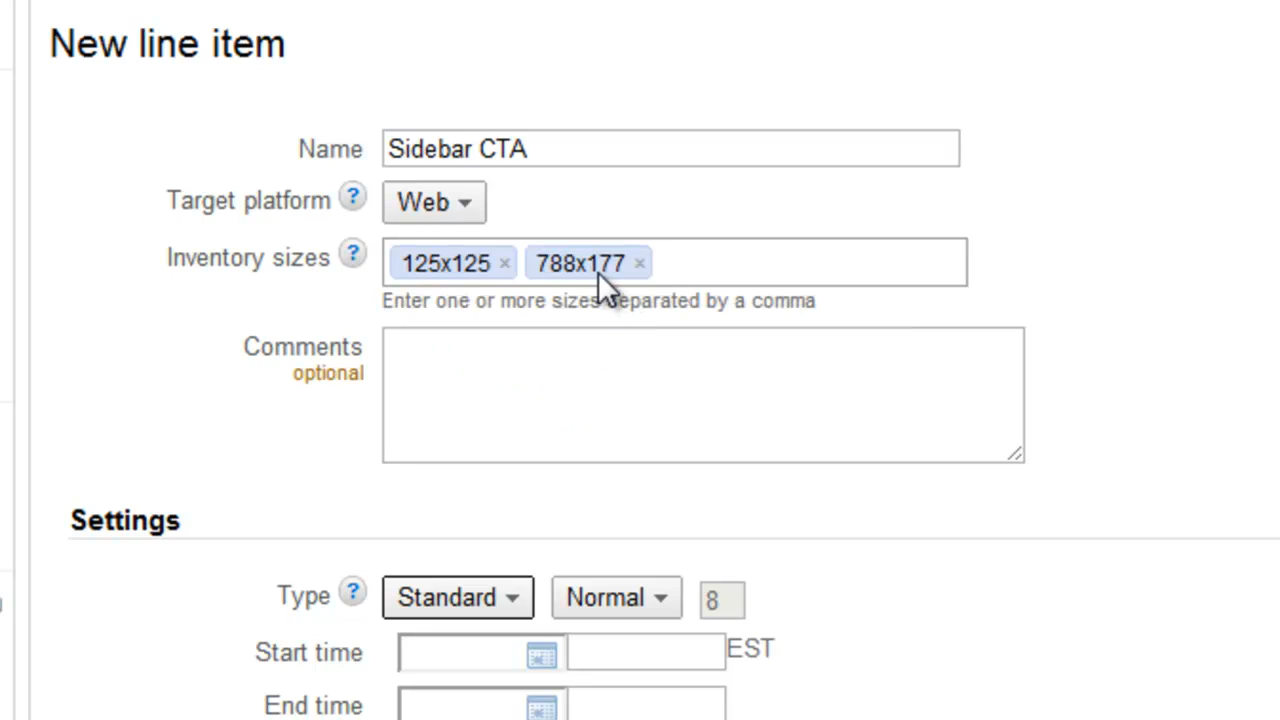 New line item
Name Sidebar CTA
Target platform ? Web
Inventory sizes ? 125x125 × 788x177 ×
Enter one or more sizes separated by a comma
Comments
optional
Settings
Type ? Standard Normal 8
Start time EST
End time